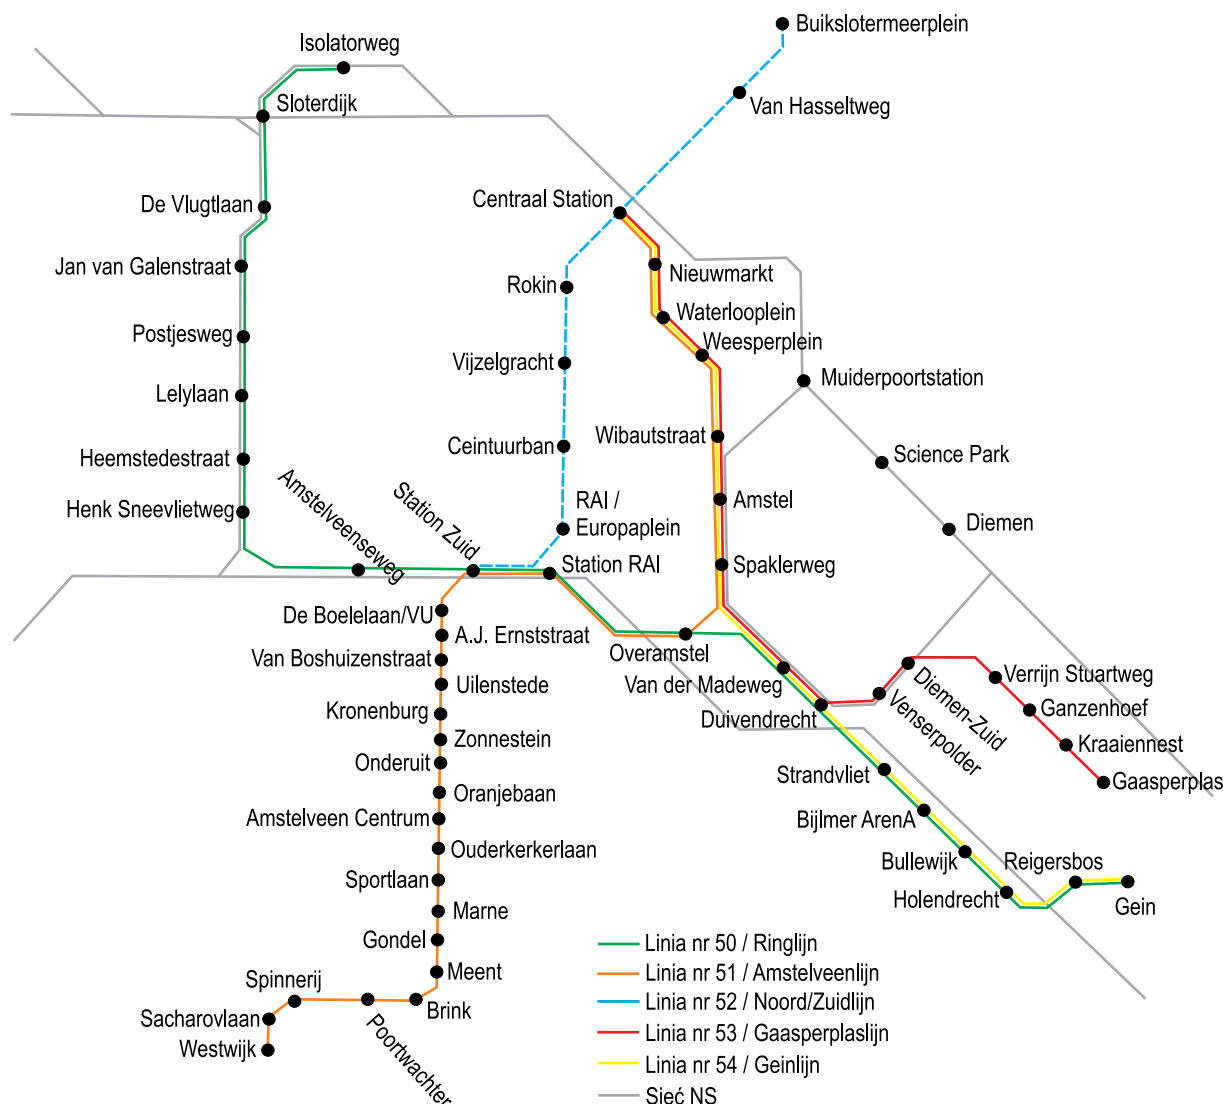 Buikslotermeerplein
Isolatorweg
Sloterdijk
Van Hasseltweg
De Vlugtlaan
Centraal Station
Jan van Galenstraat
Nieuwmarkt
Rokin
Waterlooplein
Postjesweg
Weesperplein
Vijzelgracht
Muiderpoortstation
Lelylaan
Wibautstraat
Ceintuurban
Science Park
Heemstedestraat
Amstelveenseweg
Station Zuid
RAI /
Europaplein
Amstel
Henk Sneevlietweg
Diemen
Station RAI
Spaklerweg
De Boelelaan/VU
A.J. Ernststraat
Overamstel
Van Boshuizenstraat
Van der Madeweg
Verrijn Stuartweg
Uilenstede
Diemen-Zuid
Venserpolder
Ganzenhoef
Kronenburg
Duivendrecht
Zonnestein
Kraaiennest
Onderuit
Strandvliet
Gaasperplas
Oranjebaan
Amstelveen Centrum
Bijlmer ArenA
Ouderkerkerlaan
Bullewijk
Reigersbos
Sportlaan
Holendrecht
Gein
Marne
Gondel
Meent
Spinnerij
Brink
Sacharovlaan
Westwijk
Poortwachter
Linia nr 50 / Ringlijn
Linia nr 51 / Amstelveenlijn
Linia nr 52 / Noord/Zuidlijn
Linia nr 53 / Gaasperplaslijn
Linia nr 54 / Geinlijn
Sieć NS